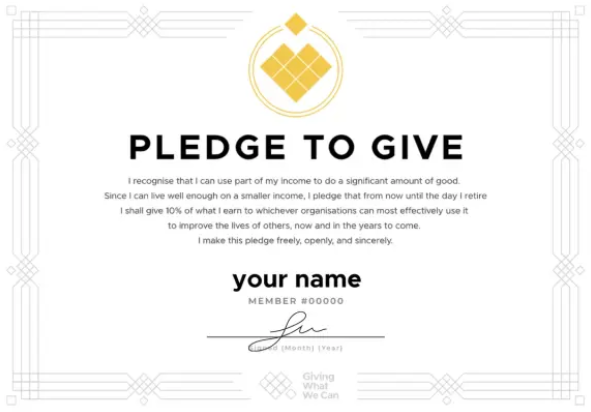 PLEDGE TO GIVE
I recognise that I can use part of my income to do a significant amount of good.
Since I can live well enough on a smaller income, I pledge that from now until the day I retire
I shall give 10% of what I earn to whichever organisations can most effectively use it
to improve the lives of others, now and in the years to come.
I make this pledge freely, openly, and sincerely.
your name
MEMBER #00000
Signed (Month) (Year)
Giving
What
We Can